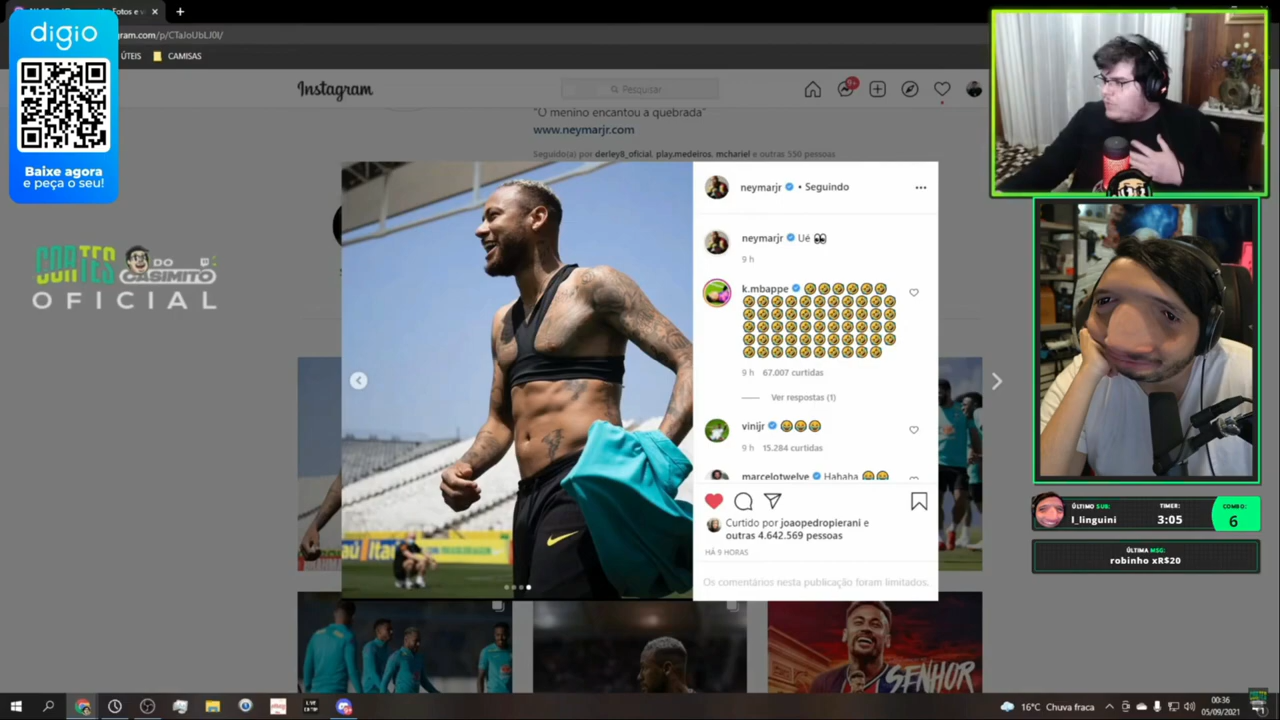 Fotos e v
digio
Baixe agora
e peça o seu!
gram.com/p/CTaJoUbLJ0l/
ÚTEIS
CAMISAS
Instagram
Pesquisar
9+
"O menino encantou a quebrada"
www.neymarjr.com
Seguido(a) por derley8_oficial, play.medeiros, mchariel e outras 550 pessoas
CORTES DO CASIMITO
OFICIAL
neymarjr • Seguindo
neymarjr Ué 👀
9 h
k.mbappe 🤣🤣🤣🤣🤣🤣
🤣🤣🤣🤣🤣🤣🤣🤣🤣🤣🤣
🤣🤣🤣🤣🤣🤣🤣🤣🤣🤣🤣
🤣🤣🤣🤣🤣🤣🤣🤣🤣🤣🤣
🤣🤣🤣🤣🤣🤣🤣🤣🤣🤣🤣
🤣🤣🤣🤣🤣🤣🤣🤣🤣🤣
9 h 67.007 curtidas
Ver respostas (1)
vinijr 😂😂😂
9 h 15.284 curtidas
marcelotwelve Hahaha 😂😂
Curtido por joaopedropierani e
outras 4.642.569 pessoas
HÁ 9 HORAS
Os comentários nesta publicação foram limitados.
Itaú
SENHOR
ÚLTIMO SUB:
l_linguini
TIMER:
3:05
COMBO:
6
ÚLTIMA MSG:
robinho xR$20
16°C Chuva fraca
00:36
05/09/2021